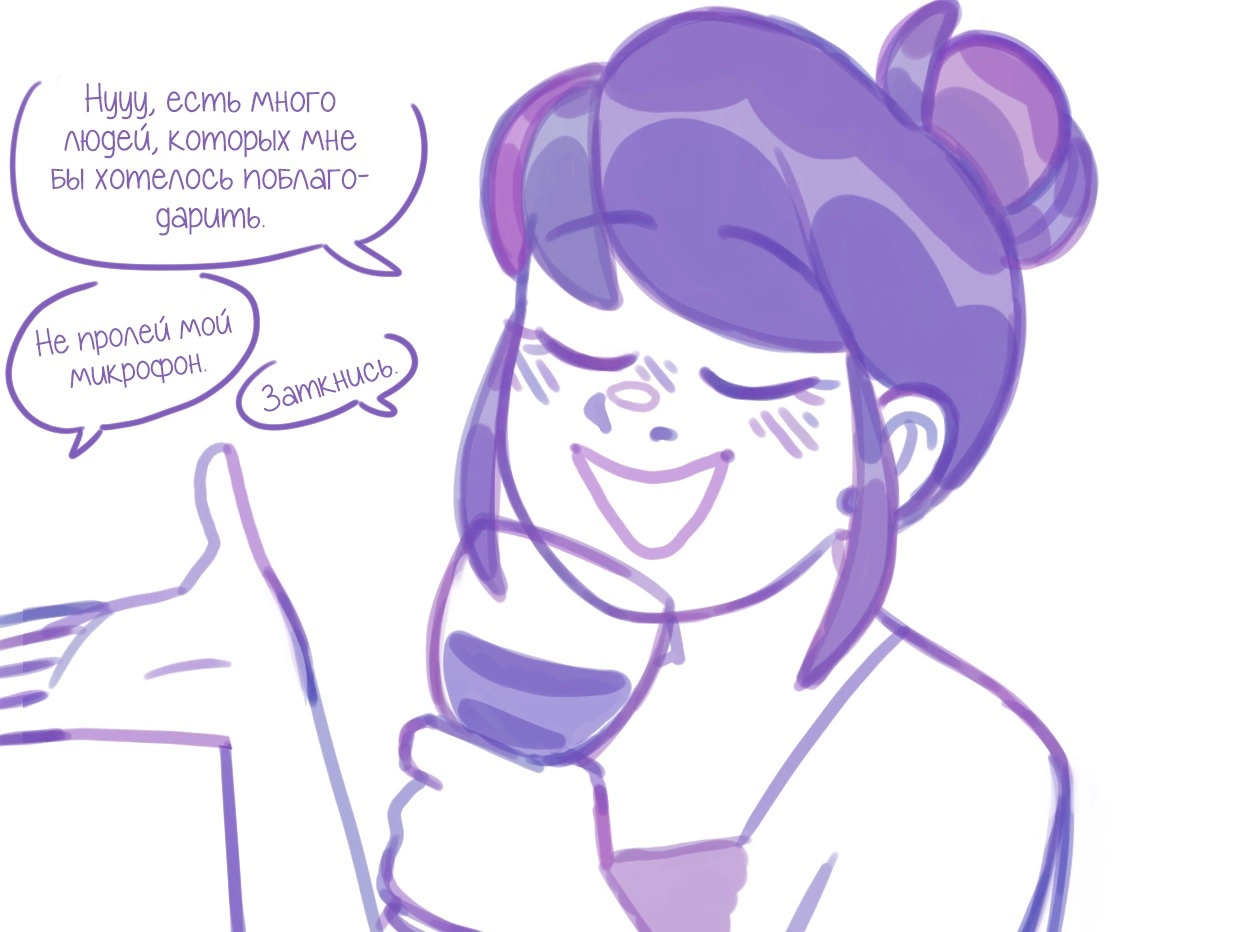 Нууу, есть много
людей, которых мне
бы хотелось поблаго-
дарить.
Не пролей мой
микрофон.
Заткнись.